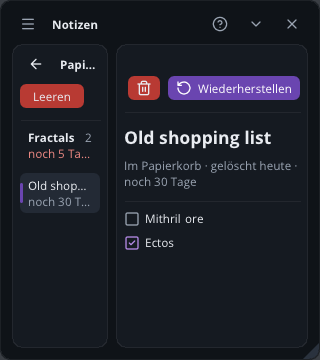 Notizen
Papi...
Leeren
Fractals 2
noch 5 Ta...
Old shop...
noch 30 T...
Wiederherstellen
Old shopping list
Im Papierkorb · gelöscht heute ·
noch 30 Tage
Mithril ore
Ectos